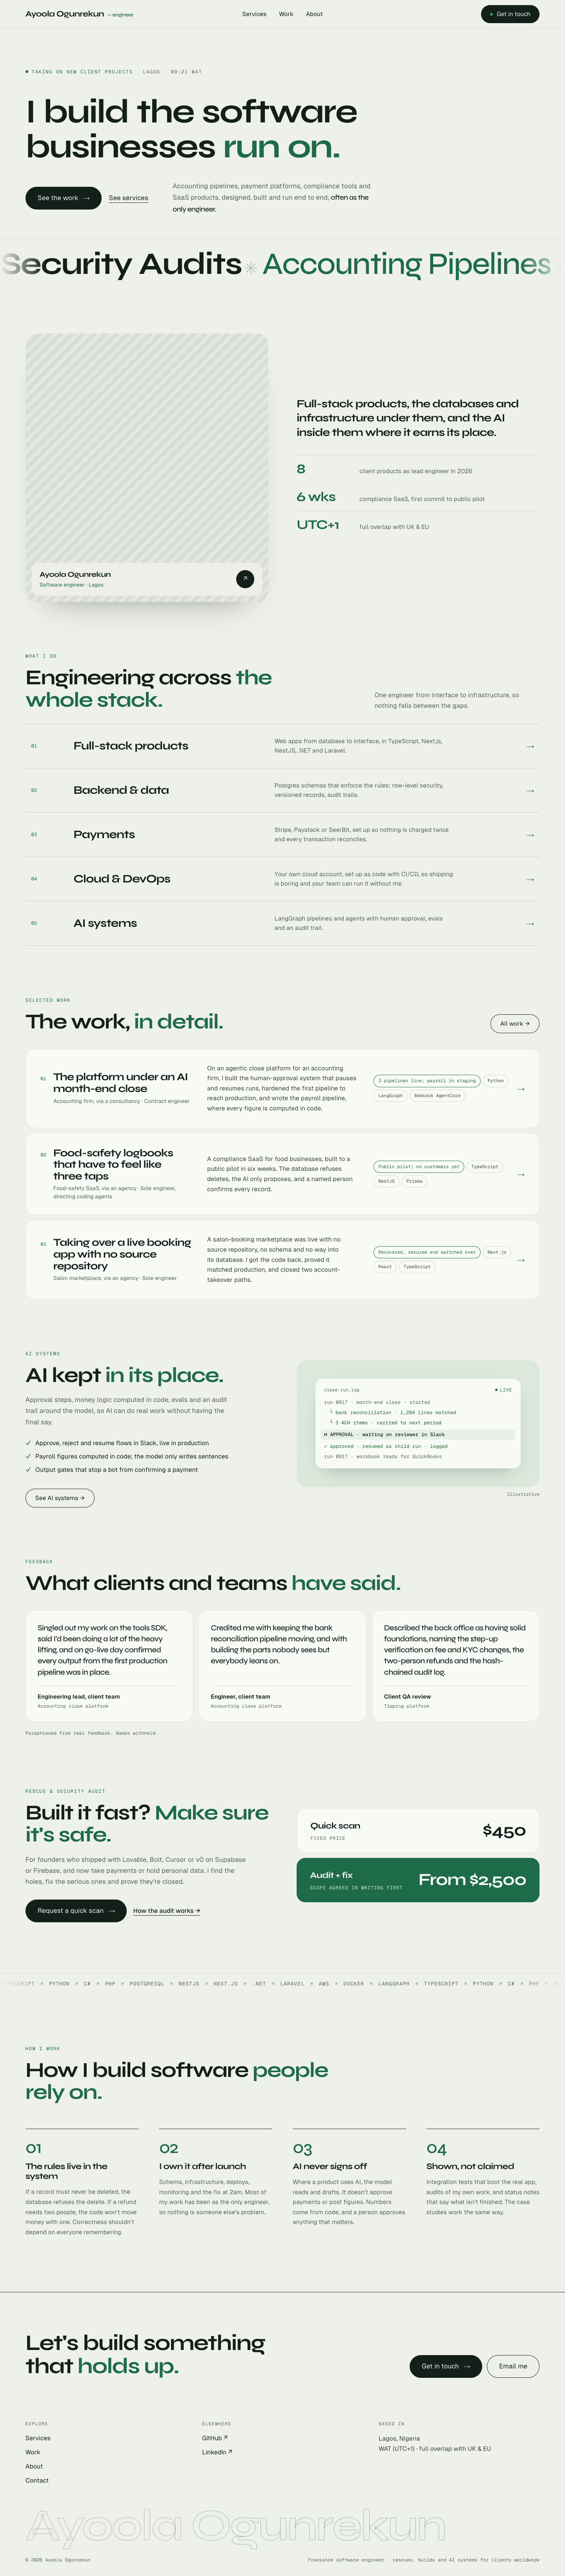 Ayoola Ogunrekun — engineer
Services Work About
Get in touch
TAKING ON NEW CLIENT PROJECTS LAGOS · 09:21 WAT
I build the software
businesses run on.
See the work →
See services
Accounting pipelines, payment platforms, compliance tools and
SaaS products, designed, built and run end to end, often as the
only engineer.
Security Audits ✳ Accounting Pipelines
Full-stack products, the databases and
infrastructure under them, and the AI
inside them where it earns its place.
8 client products as lead engineer in 2026
6 wks compliance SaaS, first commit to public pilot
UTC+1 full overlap with UK & EU
Ayoola Ogunrekun
Software engineer · Lagos
↗
WHAT I DO
Engineering across the
whole stack.
One engineer from interface to infrastructure, so
nothing falls between the gaps.
01 Full-stack products
Web apps from database to interface, in TypeScript, Next.js,
NestJS, .NET and Laravel.
→
02 Backend & data
Postgres schemas that enforce the rules: row-level security,
versioned records, audit trails.
→
03 Payments
Stripe, Paystack or SeerBit, set up so nothing is charged twice
and every transaction reconciles.
→
04 Cloud & DevOps
Your own cloud account, set up as code with CI/CD, so shipping
is boring and your team can run it without me.
→
05 AI systems
LangGraph pipelines and agents with human approval, evals
and an audit trail.
→
SELECTED WORK
The work, in detail.
All work →
01 The platform under an AI
month-end close
Accounting firm, via a consultancy · Contract engineer
On an agentic close platform for an accounting
firm, I built the human-approval system that pauses
and resumes runs, hardened the first pipeline to
reach production, and wrote the payroll pipeline,
where every figure is computed in code.
3 pipelines live; payroll in staging Python
LangGraph Bedrock AgentCore
→
02 Food-safety logbooks
that have to feel like
three taps
Food-safety SaaS, via an agency · Sole engineer,
directing coding agents
A compliance SaaS for food businesses, built to a
public pilot in six weeks. The database refuses
deletes, the AI only proposes, and a named person
confirms every record.
Public pilot; no customers yet TypeScript
NestJS Prisma
→
03 Taking over a live booking
app with no source
repository
Salon marketplace, via an agency · Sole engineer
A salon-booking marketplace was live with no
source repository, no schema and no way into
its database. I got the code back, proved it
matched production, and closed two account-
takeover paths.
Recovered, secured and switched over Next.js
React TypeScript
→
AI SYSTEMS
AI kept in its place.
Approval steps, money logic computed in code, evals and an audit
trail around the model, so AI can do real work without having the
final say.
✓ Approve, reject and resume flows in Slack, live in production
✓ Payroll figures computed in code; the model only writes sentences
✓ Output gates that stop a bot from confirming a payment
See AI systems →
close-run.log LIVE
run 0917 · month-end close · started
└ bank reconciliation · 1,284 lines matched
└ 3 ACH items · carried to next period
⏸ APPROVAL · waiting on reviewer in Slack
✓ approved · resumed as child run · logged
run 0917 · workbook ready for QuickBooks
Illustrative
FEEDBACK
What clients and teams have said.
Singled out my work on the tools SDK,
said I'd been doing a lot of the heavy
lifting, and on go-live day confirmed
every output from the first production
pipeline was in place.
Engineering lead, client team
Accounting close platform
Credited me with keeping the bank
reconciliation pipeline moving, and with
building the parts nobody sees but
everybody leans on.
Engineer, client team
Accounting close platform
Described the back office as having solid
foundations, naming the step-up
verification on fee and KYC changes, the
two-person refunds and the hash-
chained audit log.
Client QA review
Tipping platform
Paraphrased from real feedback. Names withheld.
RESCUE & SECURITY AUDIT
Built it fast? Make sure
it's safe.
For founders who shipped with Lovable, Bolt, Cursor or v0 on Supabase
or Firebase, and now take payments or hold personal data. I find the
holes, fix the serious ones and prove they're closed.
Request a quick scan →
How the audit works →
Quick scan
FIXED PRICE
$450
Audit + fix
SCOPE AGREED IN WRITING FIRST
From $2,500
PYTHON C# PHP POSTGRESQL NESTJS NEXT.JS .NET LARAVEL AWS DOCKER LANGGRAPH TYPESCRIPT PYTHON C# PHP
HOW I WORK
How I build software people
rely on.
01
The rules live in the
system
If a record must never be deleted, the
database refuses the delete. If a refund
needs two people, the code won't move
money with one. Correctness shouldn't
depend on everyone remembering.
02
I own it after launch
Schema, infrastructure, deploys,
monitoring and the fix at 2am. Most of
my work has been as the only engineer,
so nothing is someone else's problem.
03
AI never signs off
Where a product uses AI, the model
reads and drafts. It doesn't approve
payments or post figures. Numbers
come from code, and a person approves
anything that matters.
04
Shown, not claimed
Integration tests that boot the real app,
audits of my own work, and status notes
that say what isn't finished. The case
studies work the same way.
Let's build something
that holds up.
Get in touch →
Email me
EXPLORE
Services
Work
About
Contact
ELSEWHERE
GitHub ↗
LinkedIn ↗
BASED IN
Lagos, Nigeria
WAT (UTC+1) · full overlap with UK & EU
Ayoola Ogunrekun
© 2026 Ayoola Ogunrekun
Freelance software engineer · rescues, builds and AI systems for clients worldwide